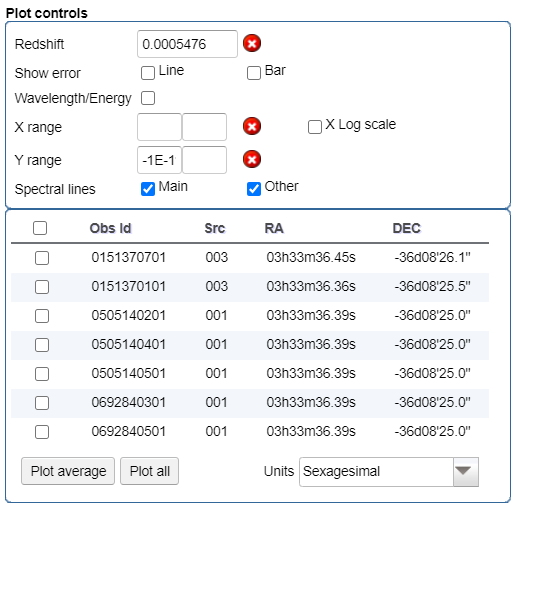 Plot controls
Redshift 0.0005476
Show error Line Bar
Wavelength/Energy
X range X Log scale
Y range -1E-1
Spectral lines Main Other
Obs Id Src RA DEC
0151370701 003 03h33m36.45s -36d08'26.1"
0151370101 003 03h33m36.36s -36d08'25.5"
0505140201 001 03h33m36.39s -36d08'25.0"
0505140401 001 03h33m36.39s -36d08'25.0"
0505140501 001 03h33m36.39s -36d08'25.0"
0692840301 001 03h33m36.39s -36d08'25.0"
0692840501 001 03h33m36.39s -36d08'25.0"
Plot average Plot all Units Sexagesimal